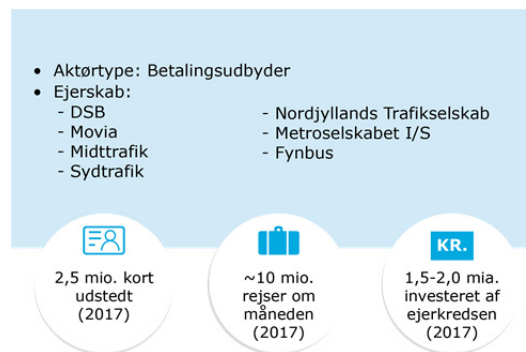 • Aktørtype: Betalingsudbyder
• Ejerskab:
- DSB
- Movia
- Midttrafik
- Sydtrafik
- Nordjyllands Trafikselskab
- Metroselskabet I/S
- Fynbus
2,5 mio. kort
udstedt
(2017)
~10 mio.
rejser om
måneden
(2017)
KR.
1,5-2,0 mia.
investeret af
ejerkredsen
(2017)